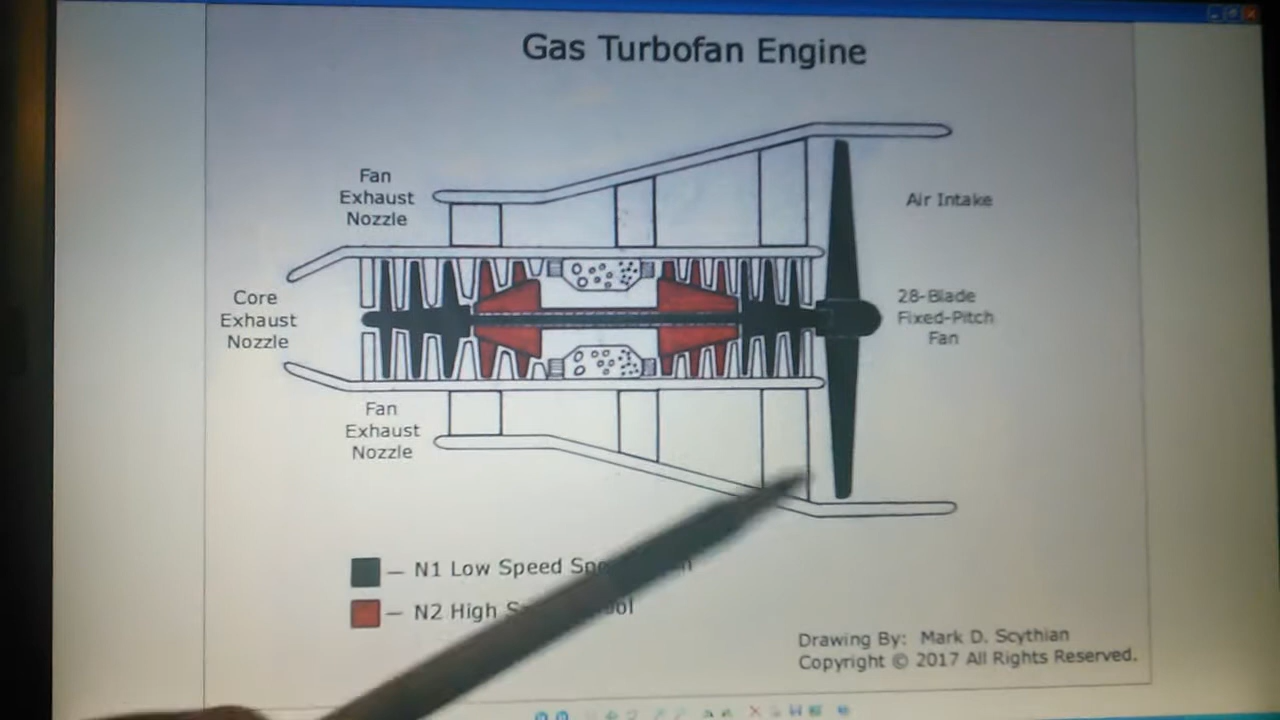 Gas Turbofan Engine
Fan
Exhaust
Nozzle
Air Intake
Core
Exhaust
Nozzle
28-Blade
Fixed-Pitch
Fan
Fan
Exhaust
Nozzle
— N1 Low Speed
— N2 High
Drawing By: Mark D. Scythian
Copyright © 2017 All Rights Reserved.